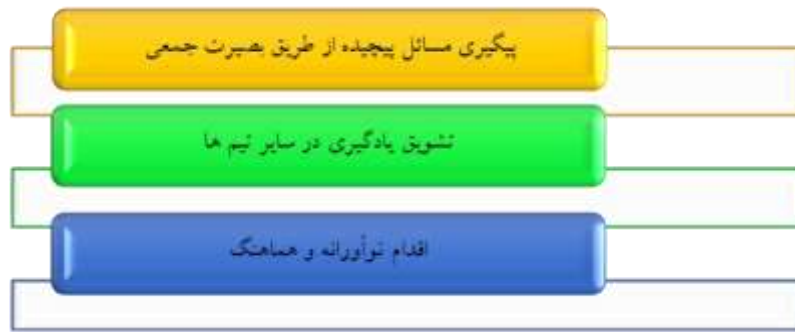 پیگیری مسائل پیچیده از طریق بصیرت جمعی
تشویق یادگیری در سایر تیم ها
اقدام نوآورانه و هماهنگ